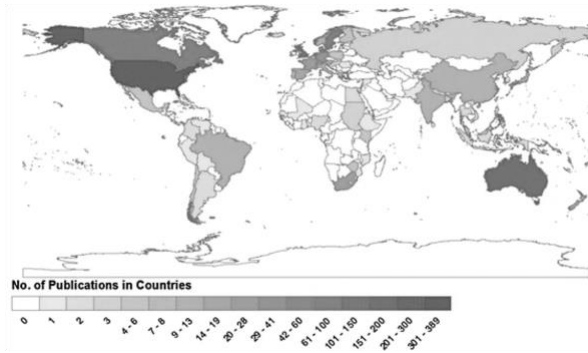 No. of Publications in Countries
0 1 2 3 4 - 6 7 - 8 9 - 13 14 - 19 20 - 28 29 - 41 42 - 60 61 - 100 101 - 150 151 - 200 201 - 300 301 - 389